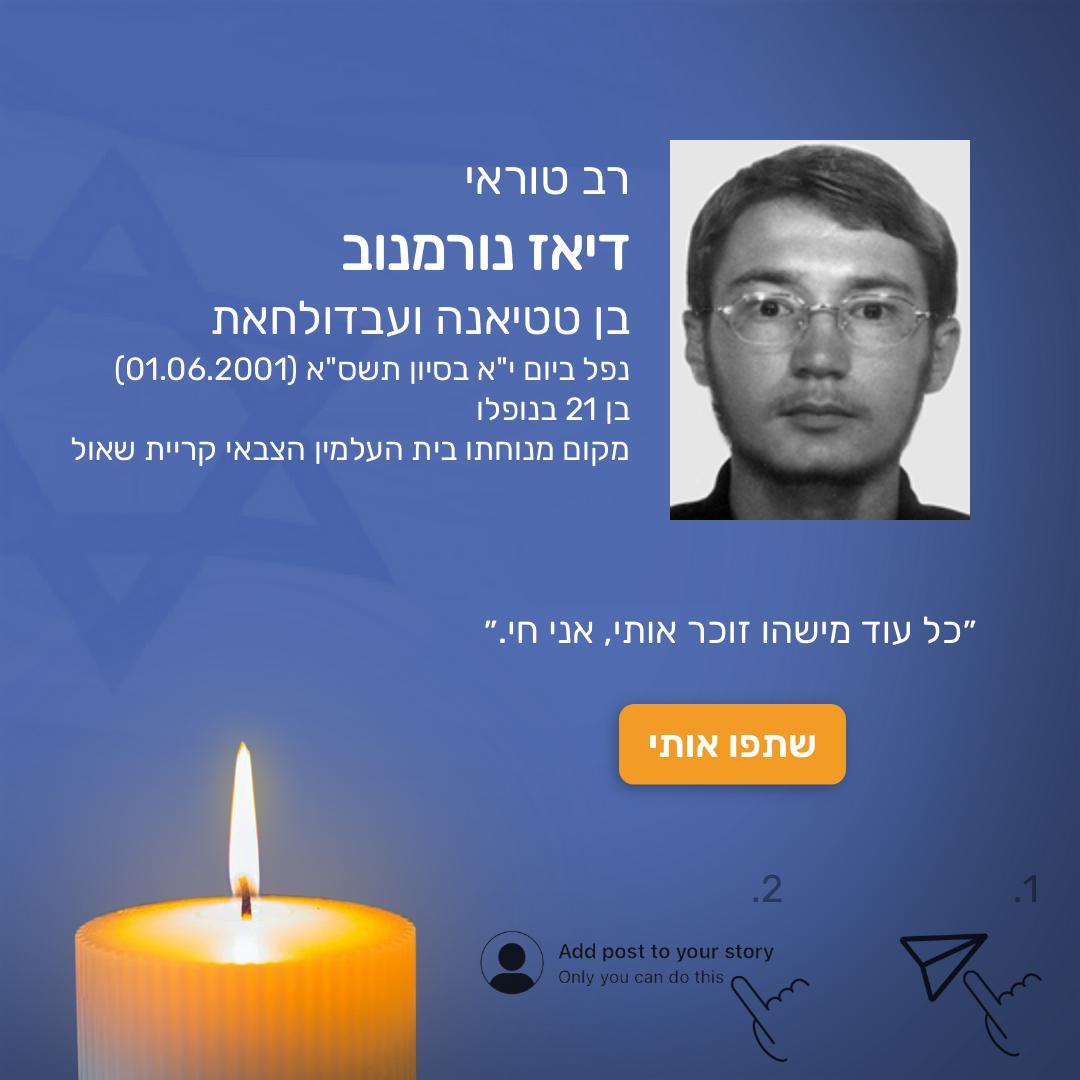 רב טוראי
דיאז נורמנוב
בן טטיאנה ועבדולחאת
נפל ביום י"א בסיון תשס"א (01.06.2001)
בן 21 בנופלו
מקום מנוחתו בית העלמין הצבאי קריית שאול
״כל עוד מישהו זוכר אותי, אני חי.״
שתפו אותי
.1
.2
Add post to your story
Only you can do this